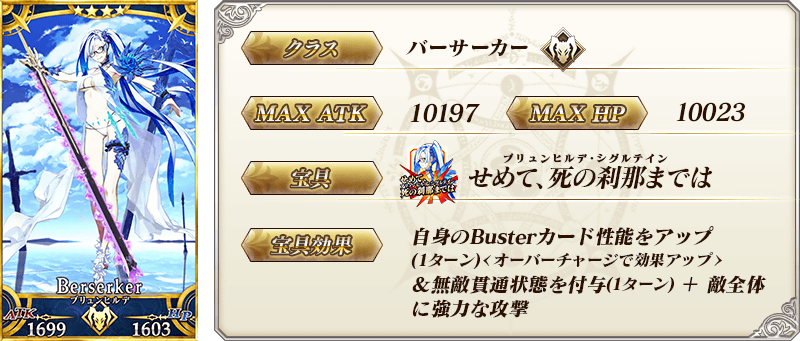 Berserker
ブリュンヒルデ
ATK
HP
1699
1603
クラス
バーサーカー
MAX ATK
10197
MAX HP
10023
宝具
ブリュンヒルデ・シグルテイン
せめて、死の刹那までは
宝具効果
自身のBusterカード性能をアップ
(1ターン)<オーバーチャージで効果アップ>
&無敵貫通状態を付与(1ターン) + 敵全体
に強力な攻撃